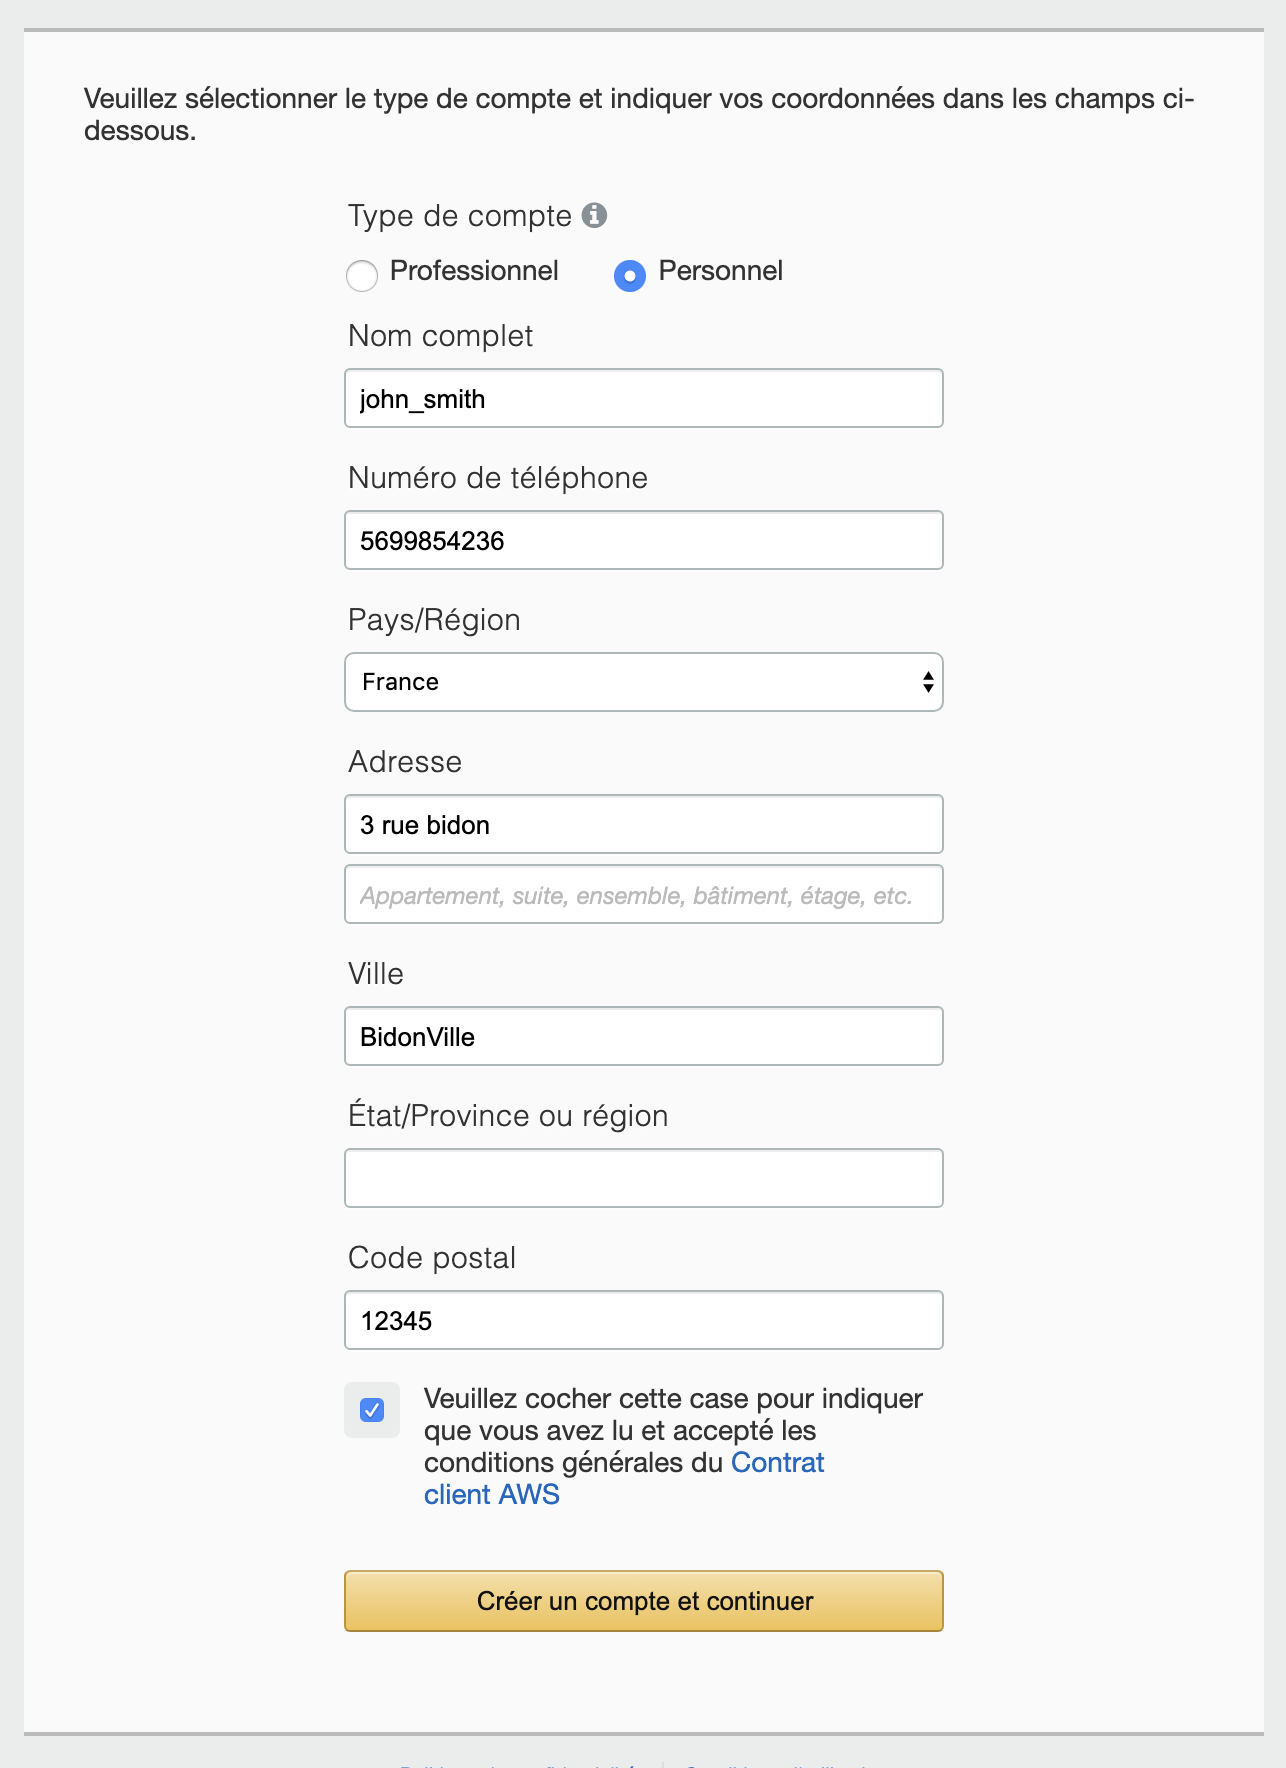 Veuillez sélectionner le type de compte et indiquer vos coordonnées dans les champs ci-
dessous.
Type de compte
Professionnel Personnel
Nom complet
john_smith
Numéro de téléphone
5699854236
Pays/Région
France
Adresse
3 rue bidon
Appartement, suite, ensemble, bâtiment, étage, etc.
Ville
BidonVille
État/Province ou région
Code postal
12345
Veuillez cocher cette case pour indiquer
que vous avez lu et accepté les
conditions générales du Contrat
client AWS
Créer un compte et continuer